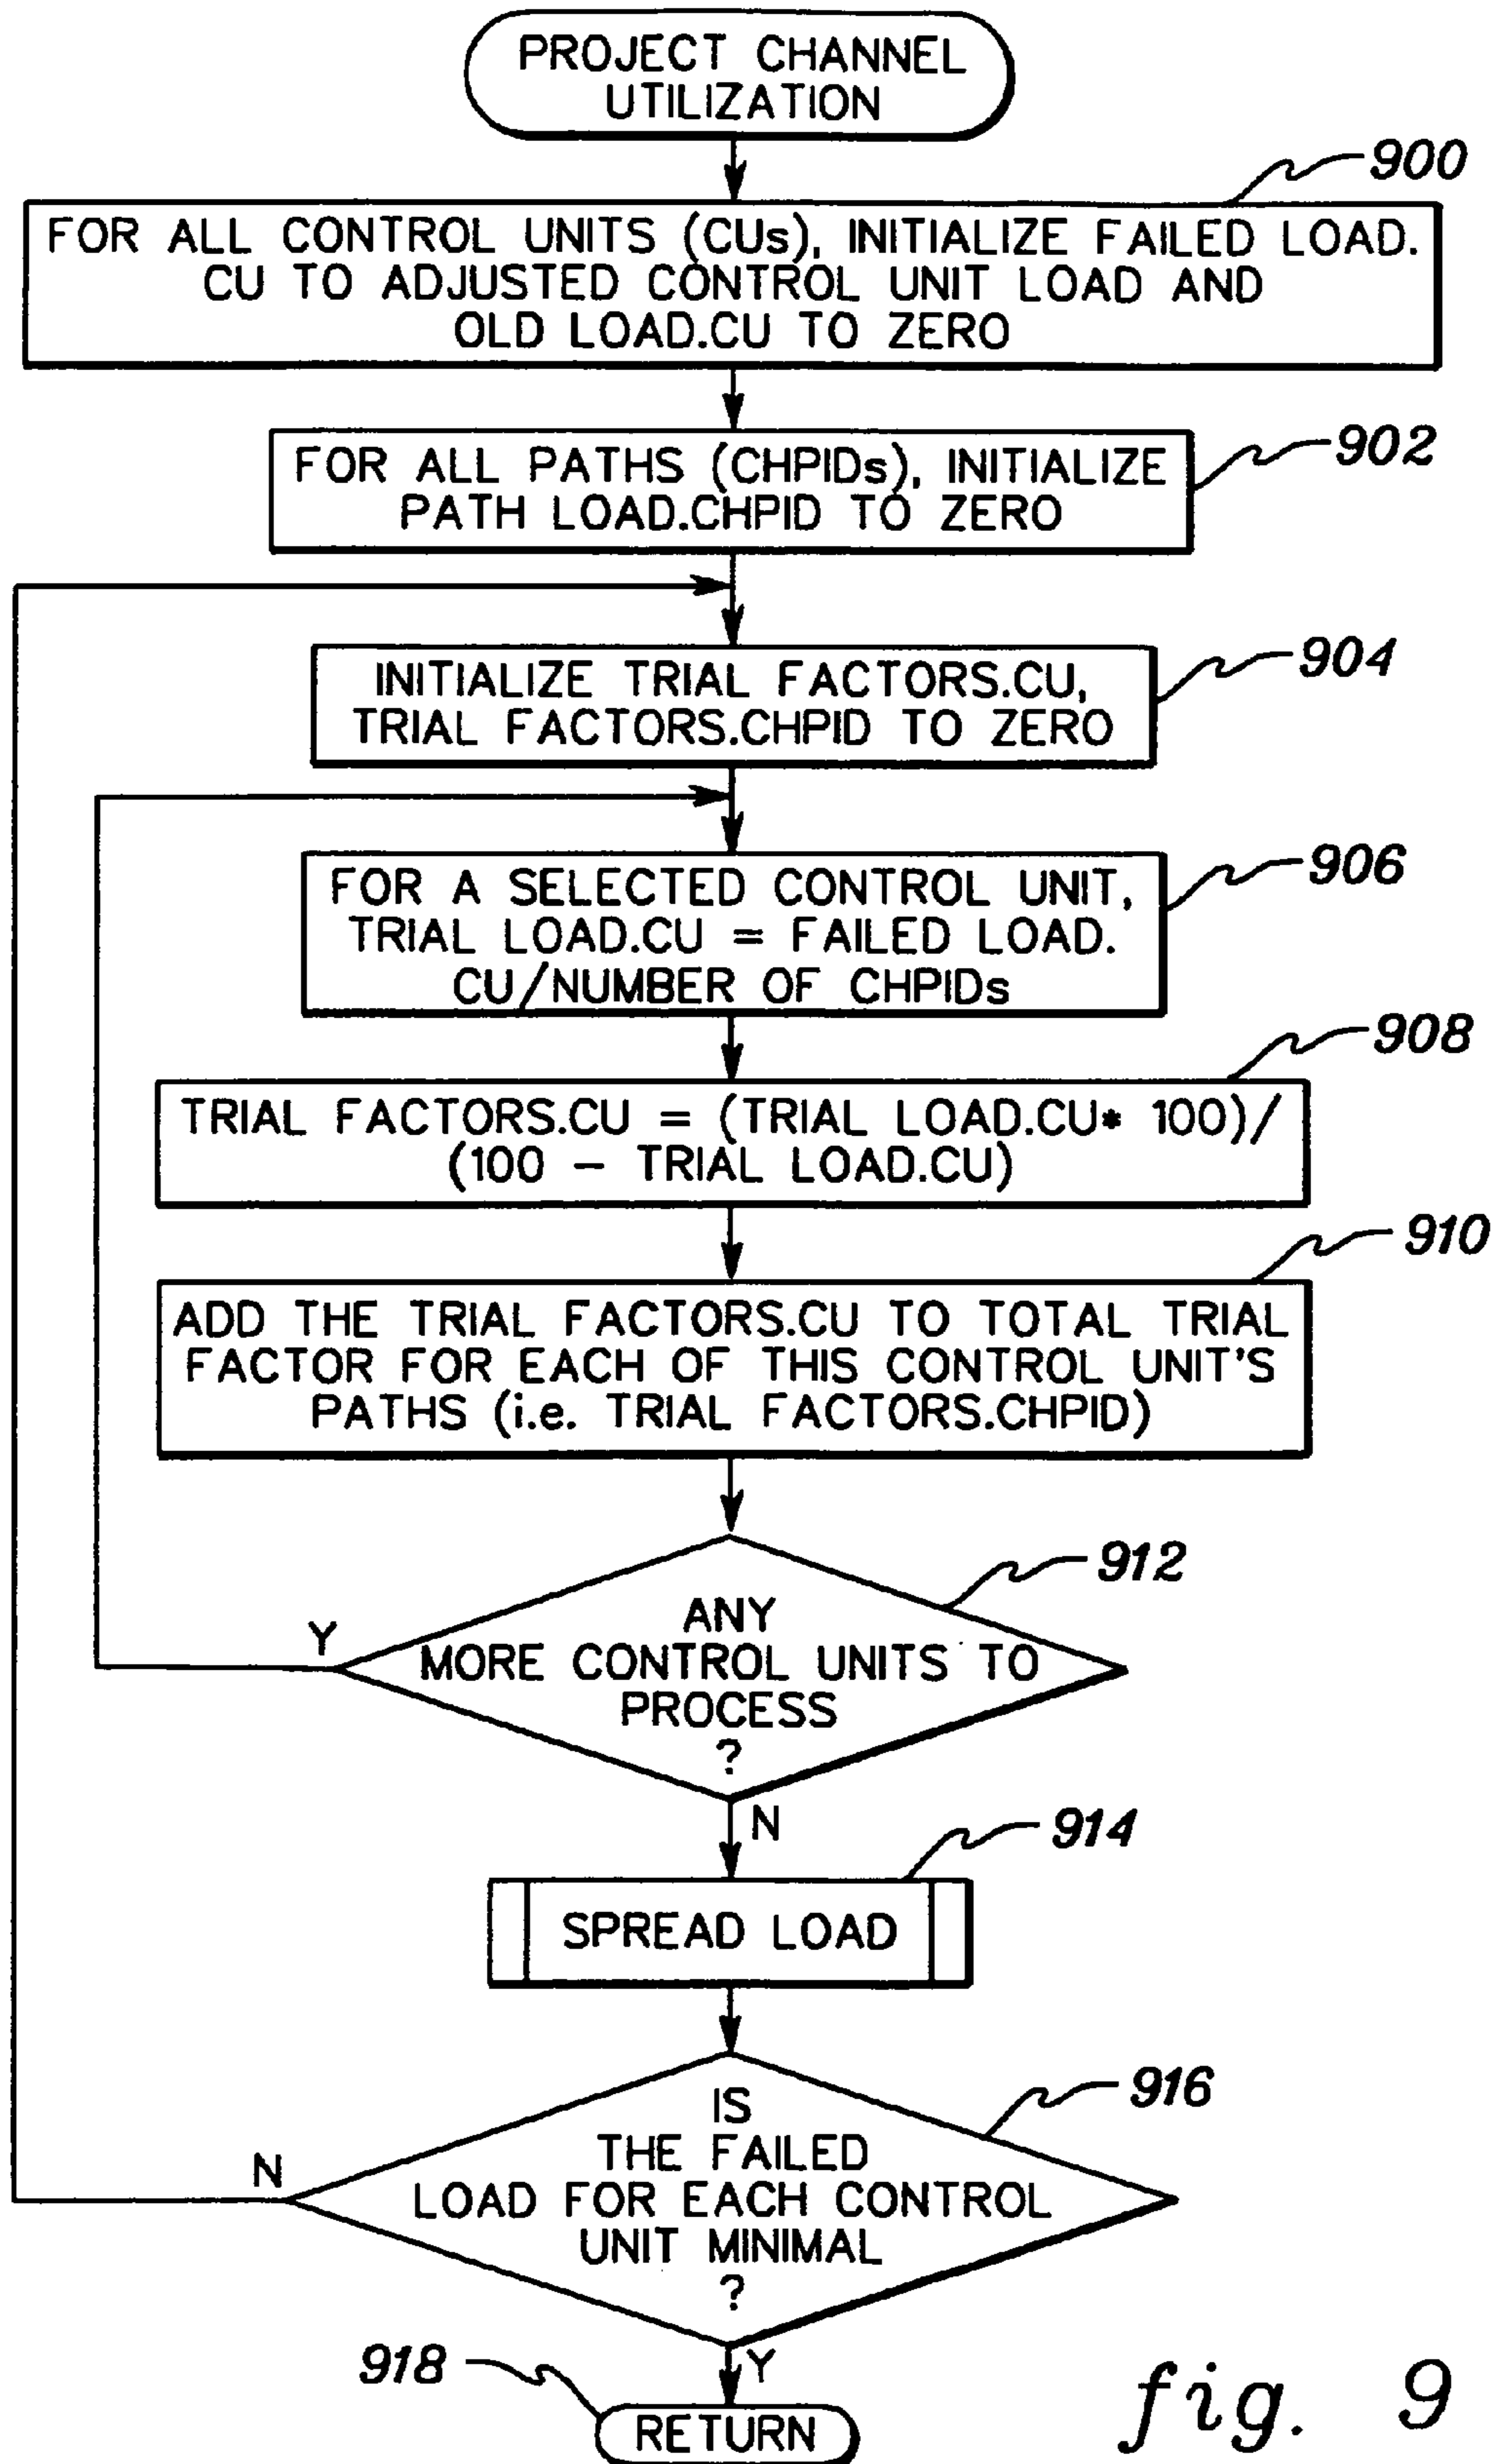 PROJECT CHANNEL
UTILIZATION
900
FOR ALL CONTROL UNITS (CUs), INITIALIZE FAILED LOAD.
CU TO ADJUSTED CONTROL UNIT LOAD AND
OLD LOAD.CU TO ZERO
902
FOR ALL PATHS (CHPIDs), INITIALIZE
PATH LOAD.CHPID TO ZERO
904
INITIALIZE TRIAL FACTORS.CU,
TRIAL FACTORS.CHPID TO ZERO
906
FOR A SELECTED CONTROL UNIT,
TRIAL LOAD.CU = FAILED LOAD.
CU/NUMBER OF CHPIDs
908
TRIAL FACTORS.CU = (TRIAL LOAD.CU* 100)/
(100 - TRIAL LOAD.CU)
910
ADD THE TRIAL FACTORS.CU TO TOTAL TRIAL
FACTOR FOR EACH OF THIS CONTROL UNIT'S
PATHS (i.e. TRIAL FACTORS.CHPID)
912
ANY
Y
MORE CONTROL UNITS TO
PROCESS
?
N
914
SPREAD LOAD
916
IS
THE FAILED
N
LOAD FOR EACH CONTROL
UNIT MINIMAL
?
918
Y
RETURN
fig. 9